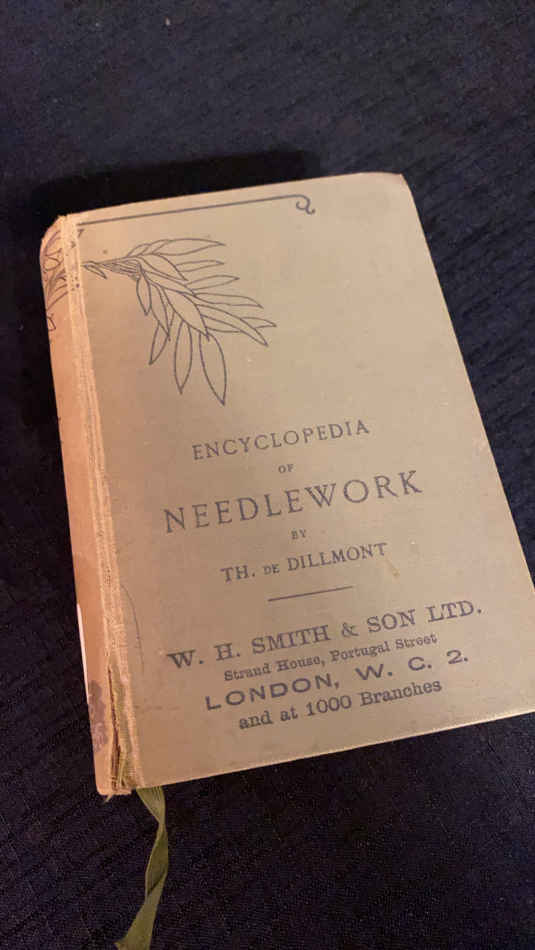 ENCYCLOPEDIA
OF
NEEDLEWORK
BY
TH. DE DILLMONT
W. H. SMITH & SON LTD.
Strand House, Portugal Street
LONDON, W. C. 2.
and at 1000 Branches